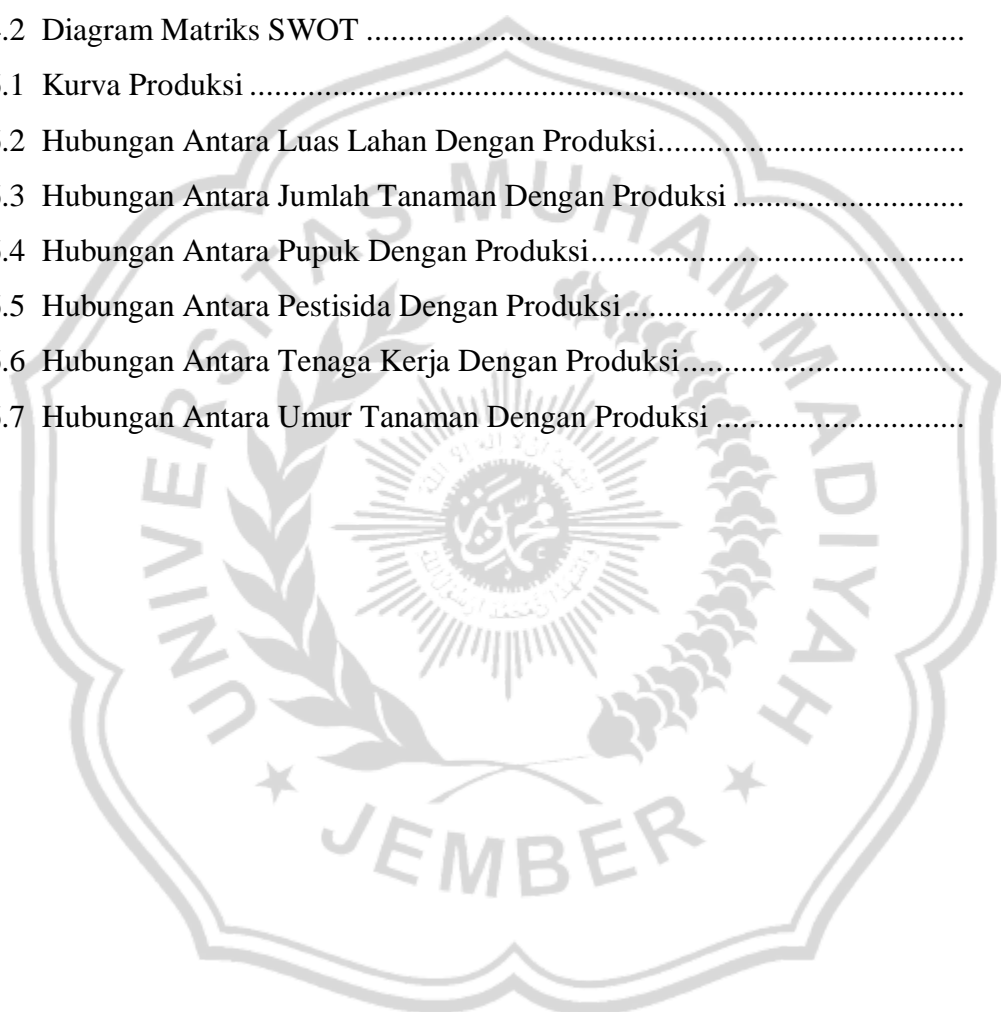 .2 Diagram Matriks SWOT ........................................................................
.1 Kurva Produksi ......................................................................................
.2 Hubungan Antara Luas Lahan Dengan Produksi.....................................
.3 Hubungan Antara Jumlah Tanaman Dengan Produksi ............................
.4 Hubungan Antara Pupuk Dengan Produksi.............................................
.5 Hubungan Antara Pestisida Dengan Produksi.........................................
.6 Hubungan Antara Tenaga Kerja Dengan Produksi..................................
.7 Hubungan Antara Umur Tanaman Dengan Produksi ..............................
UNIVERSITAS MUHAMMADIYAH
JEMBER